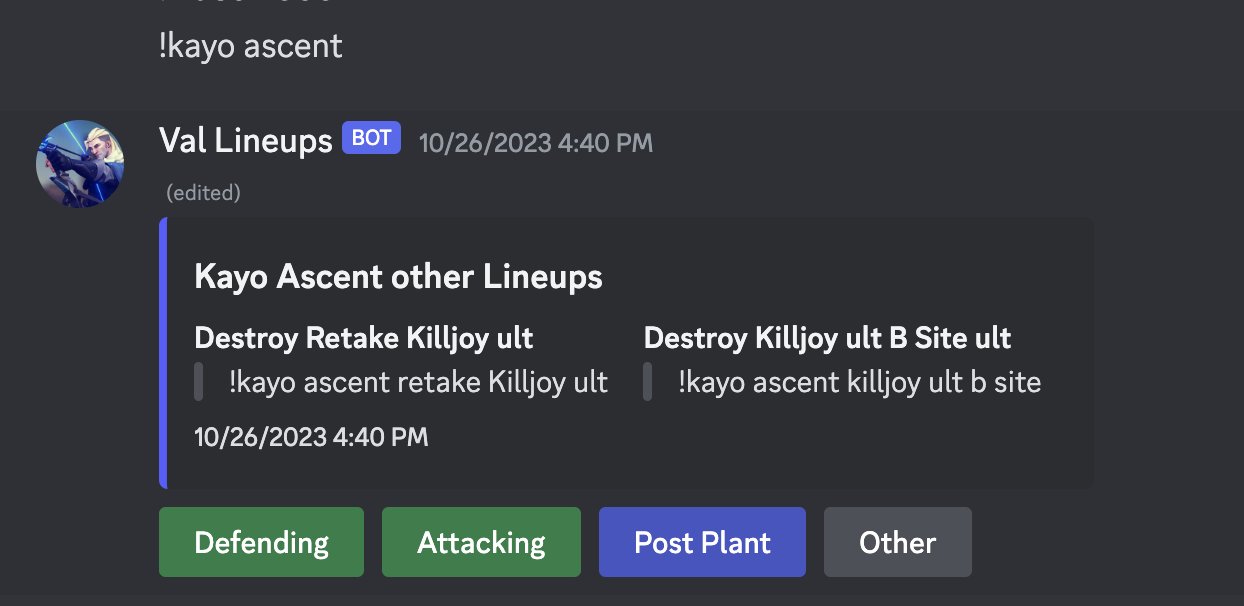 !kayo ascent
Val Lineups BOT 10/26/2023 4:40 PM
(edited)
Kayo Ascent other Lineups
Destroy Retake Killjoy ult Destroy Killjoy ult B Site ult
!kayo ascent retake Killjoy ult !kayo ascent killjoy ult b site
10/26/2023 4:40 PM
Defending Attacking Post Plant Other